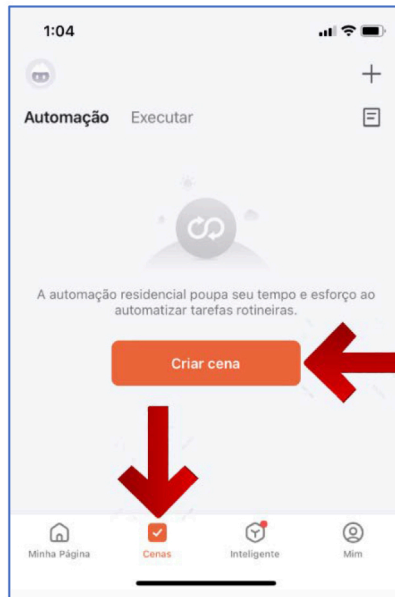 1:04
Automação Executar
A automação residencial poupa seu tempo e esforço ao
automatizar tarefas rotineiras.
Criar cena
Minha Página Cenas Inteligente Mim